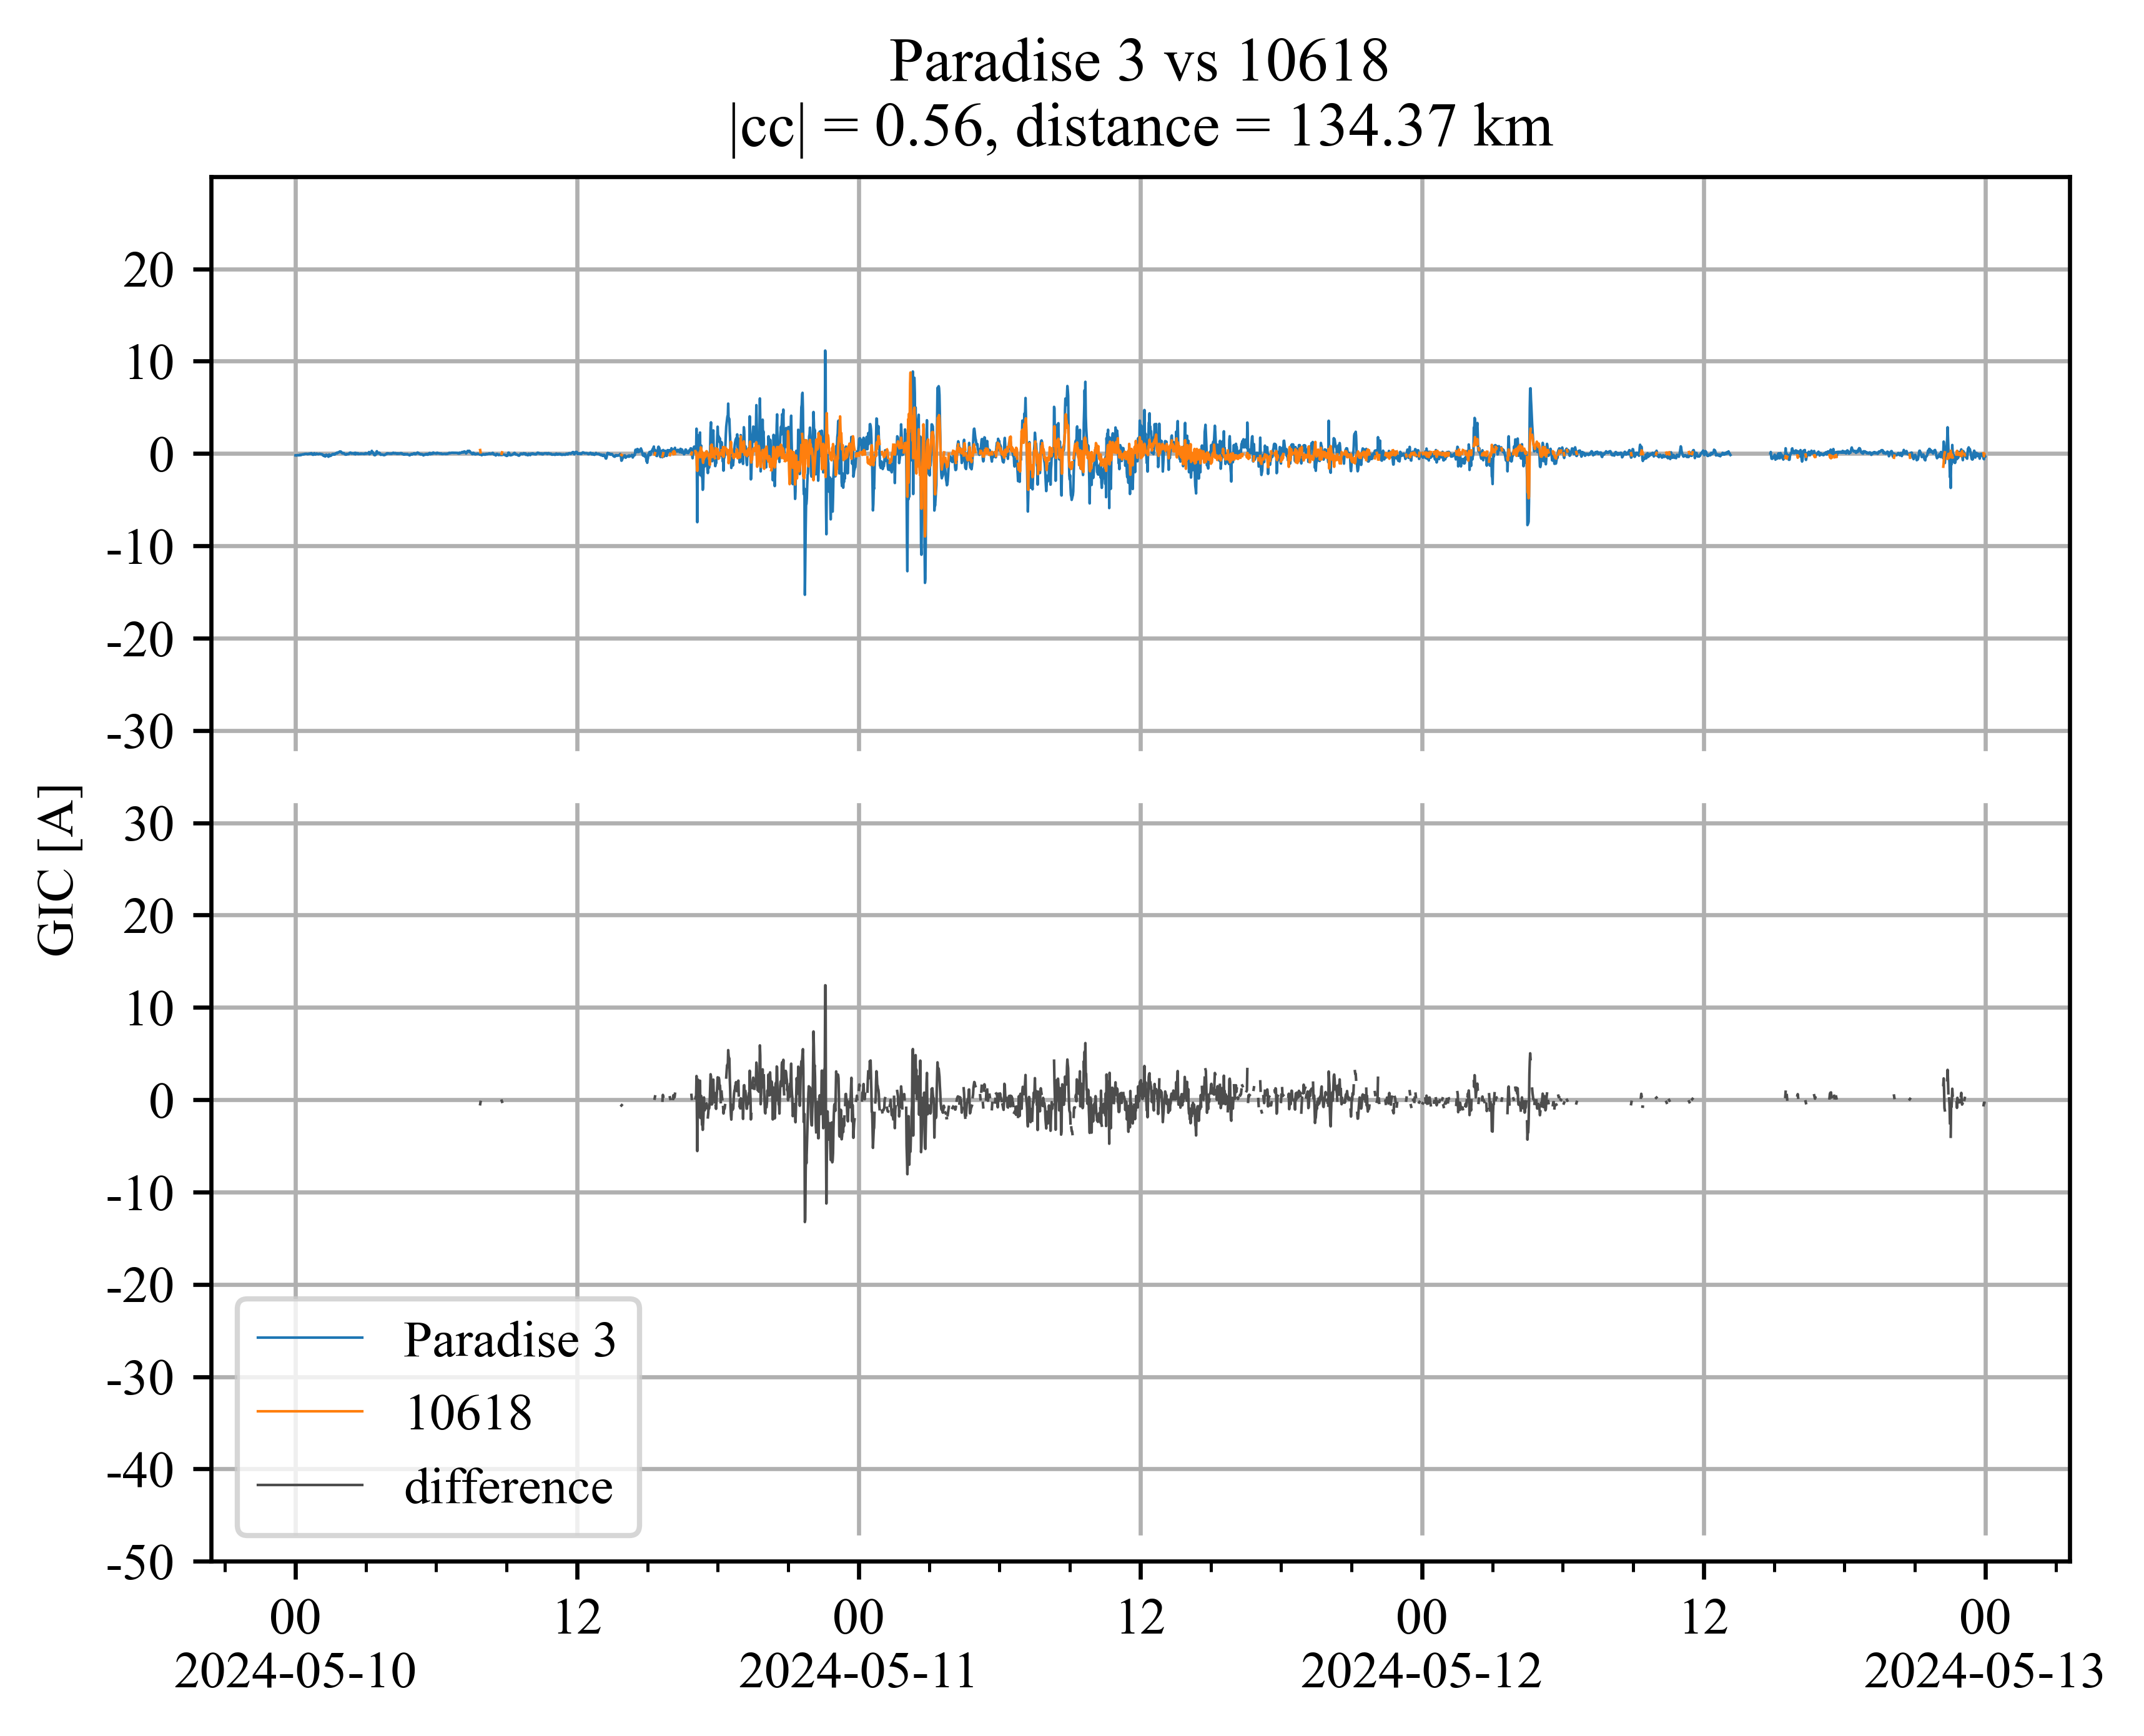 Paradise 3 vs 10618
|cc| = 0.56, distance = 134.37 km
20
10
0
-10
-20
-30
30
20
10
0
-10
-20
-30
-40
-50
GIC [A]
Paradise 3
10618
difference
00 12 00 12 00 12 00
2024-05-10 2024-05-11 2024-05-12 2024-05-13